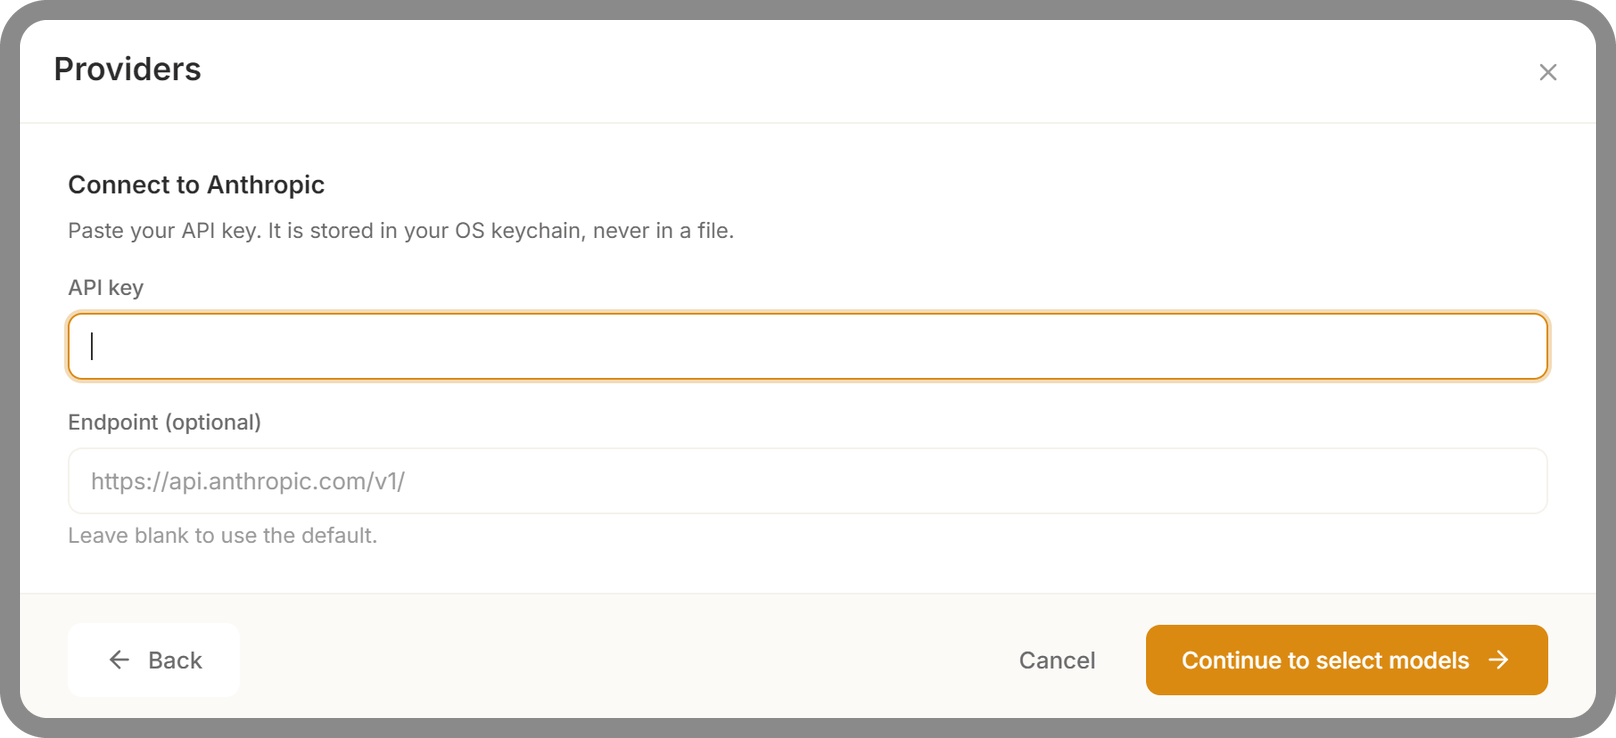 Providers
Connect to Anthropic
Paste your API key. It is stored in your OS keychain, never in a file.
API key
Endpoint (optional)
https://api.anthropic.com/v1/
Leave blank to use the default.
Back
Cancel
Continue to select models